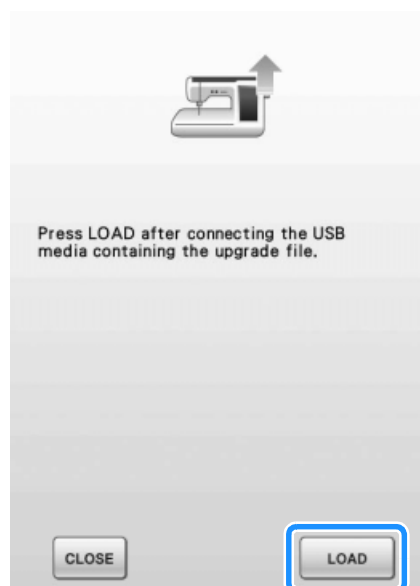 Press LOAD after connecting the USB
media containing the upgrade file.
CLOSE
LOAD